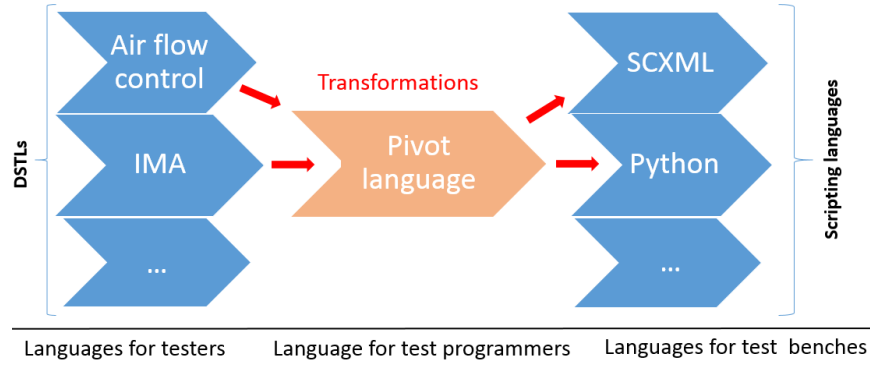 DSTLs
Air flow
control
IMA
...
Transformations
Pivot
language
SCXML
Python
...
Scripting languages
Languages for testers
Language for test programmers
Languages for test benches